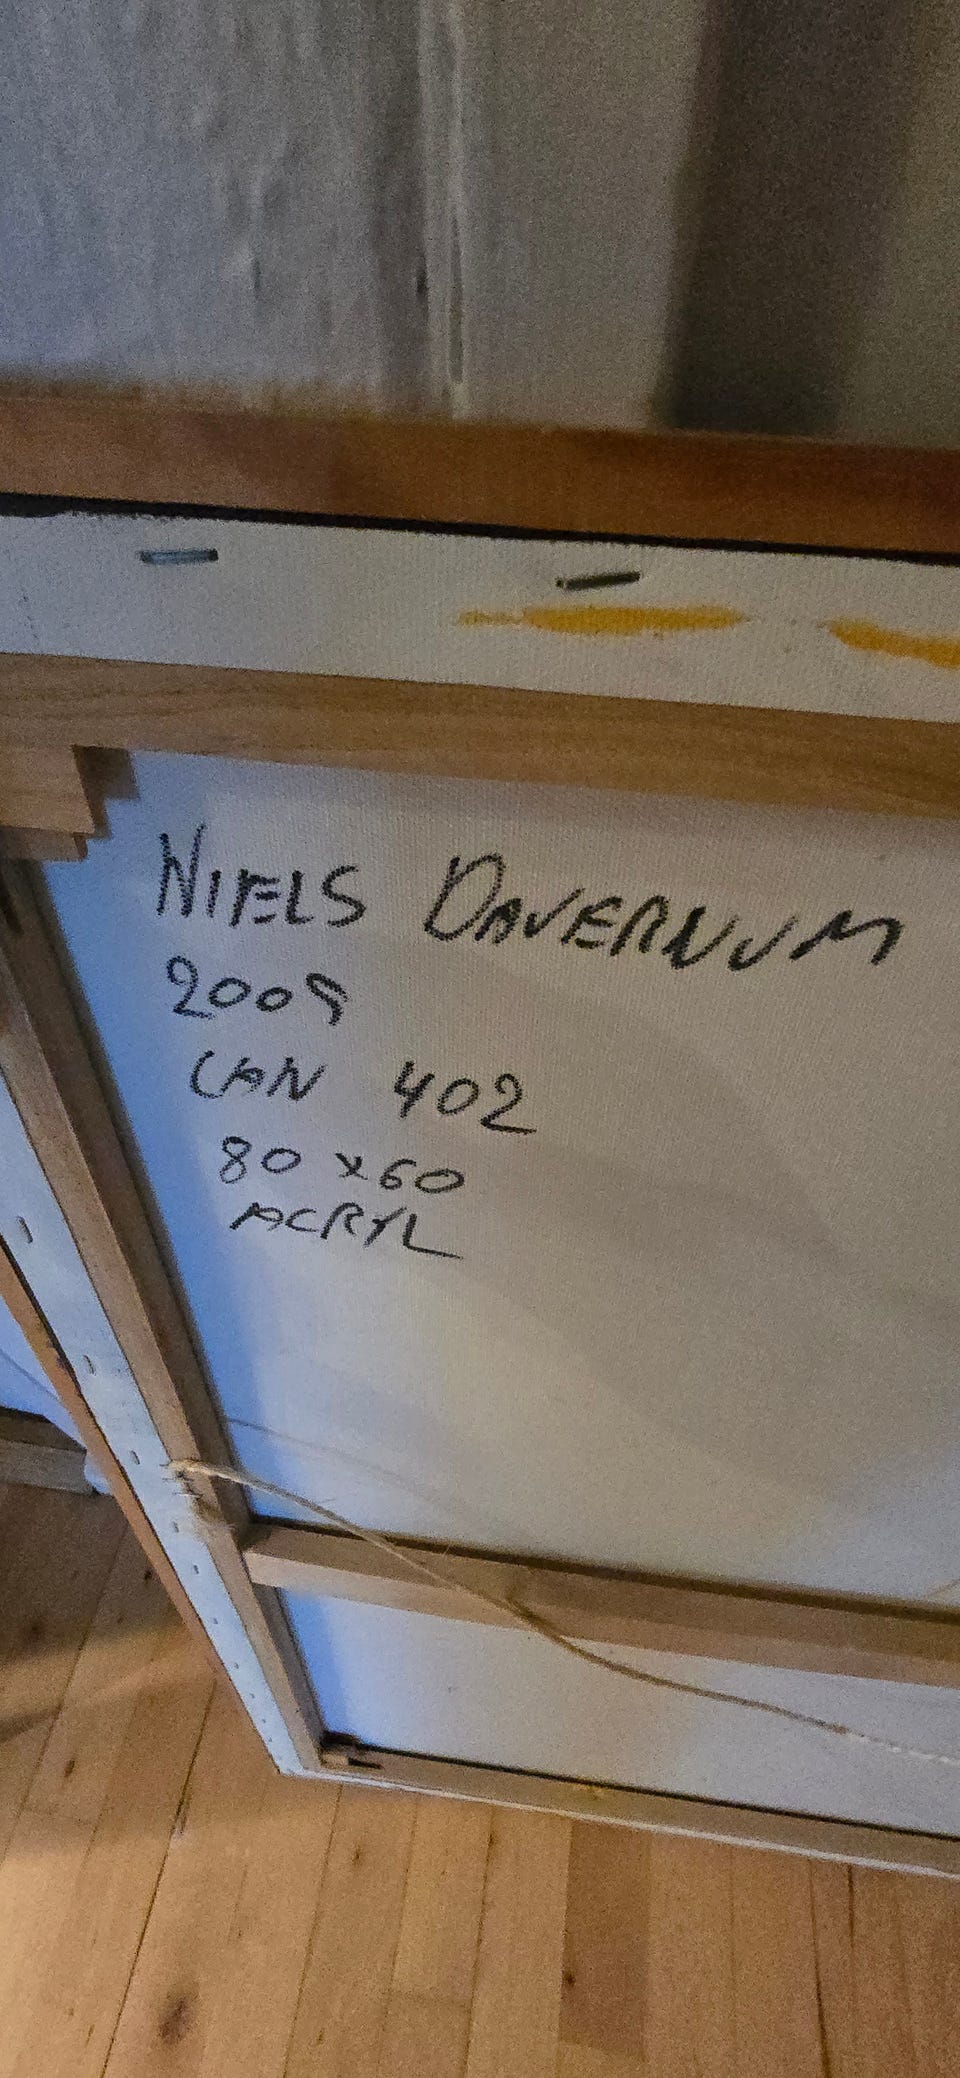 NIELS DAVERNUM
2009
CAN 402
80 x 60
ACRYL